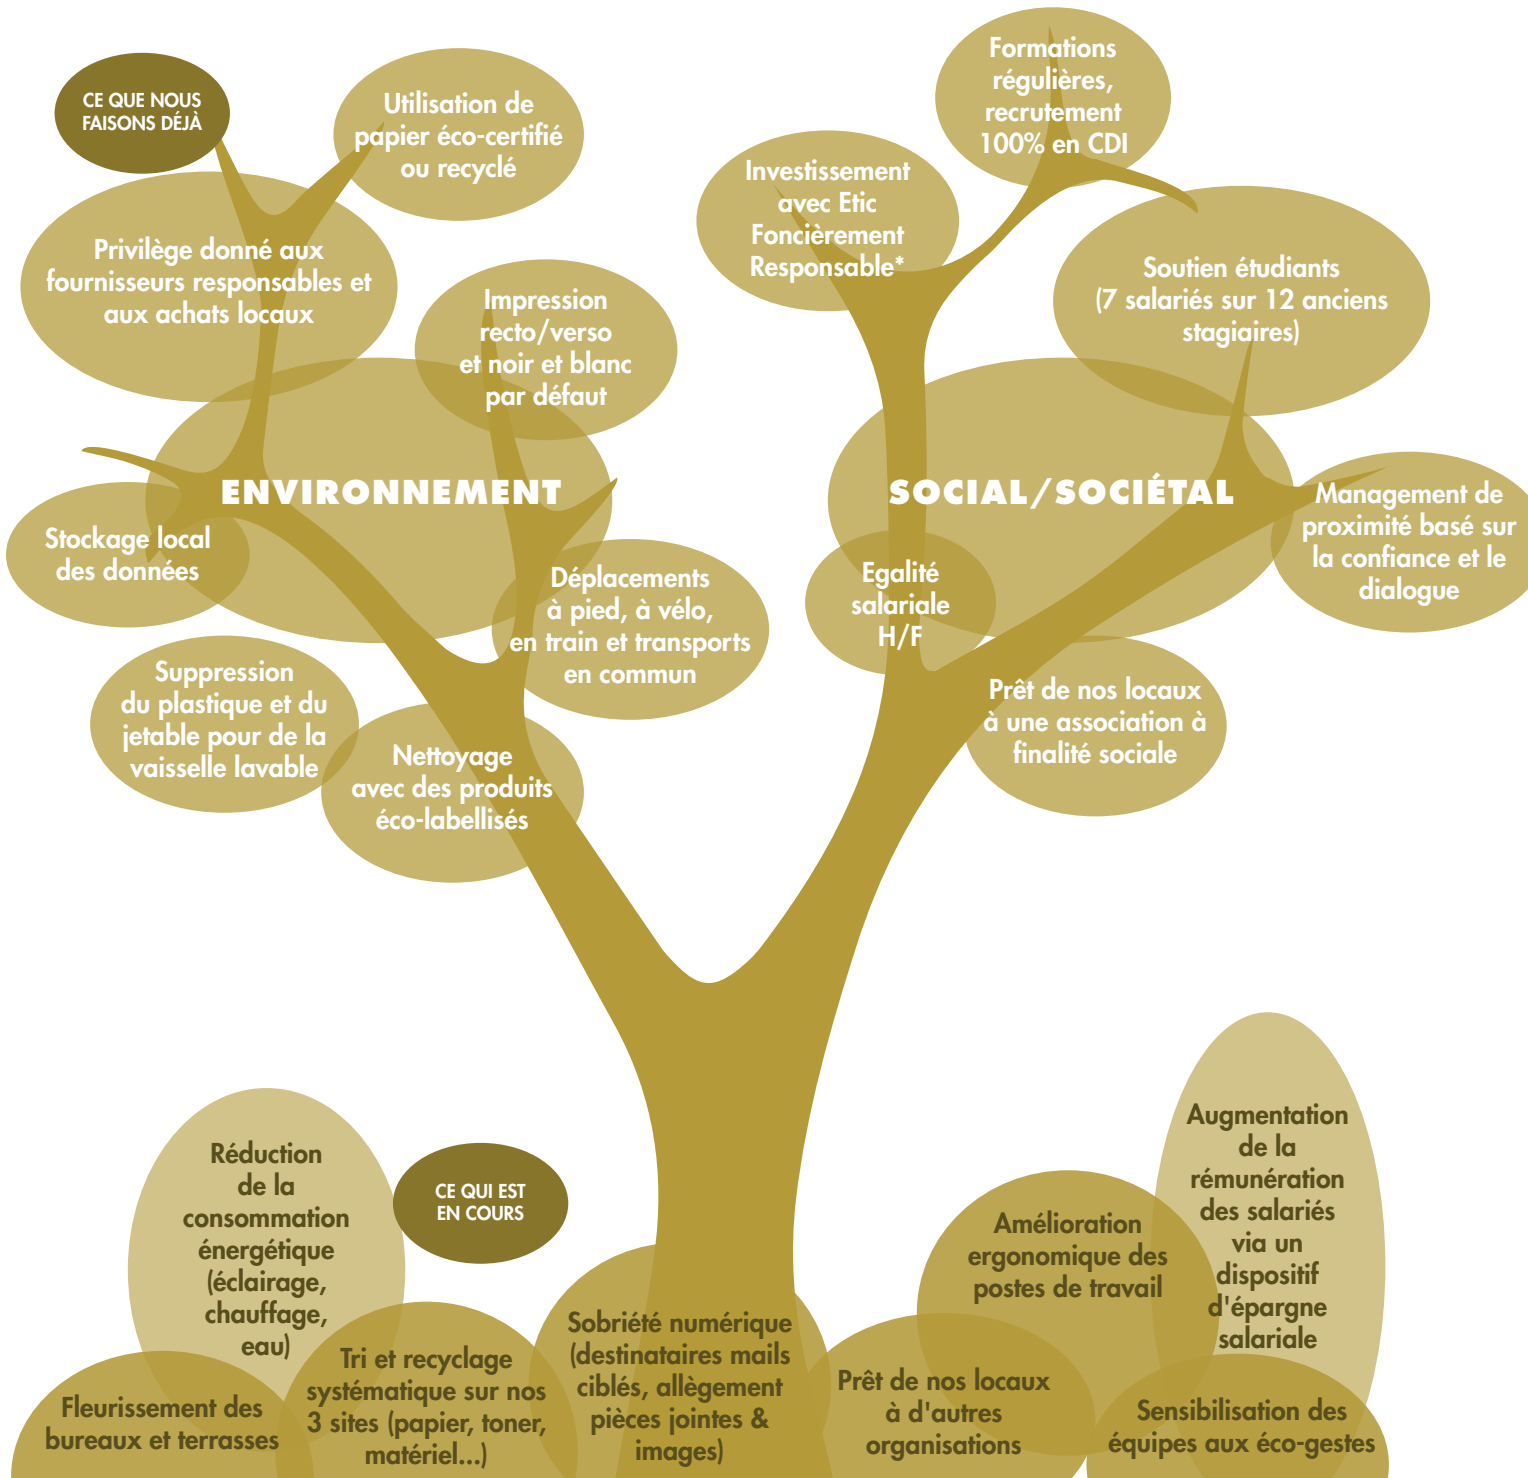 CE QUE NOUS
FAISONS DÉJÀ
Utilisation de
papier éco-certifié
ou recyclé
Privilège donné aux
fournisseurs responsables et
aux achats locaux
Impression
recto/verso
et noir et blanc
par défaut
ENVIRONNEMENT
Stockage local
des données
Déplacements
à pied, à vélo,
en train et transports
en commun
Suppression
du plastique et du
jetable pour de la
vaisselle lavable
Nettoyage
avec des produits
éco-labellisés
Formations
régulières,
recrutement
100% en CDI
Investissement
avec Etic
Foncièrement
Responsable*
Soutien étudiants
(7 salariés sur 12 anciens
stagiaires)
SOCIAL/SOCIÉTAL
Management de
proximité basé sur
la confiance et le
dialogue
Egalité
salariale
H/F
Prêt de nos locaux
à une association à
finalité sociale
CE QUI EST
EN COURS
Réduction
de la
consommation
énergétique
(éclairage,
chauffage,
eau)
Fleurissement des
bureaux et terrasses
Tri et recyclage
systématique sur nos
3 sites (papier, toner,
matériel...)
Sobriété numérique
(destinataires mails
ciblés, allègement
pièces jointes &
images)
Amélioration
ergonomique des
postes de travail
Prêt de nos locaux
à d'autres
organisations
Augmentation
de la
rémunération
des salariés
via un
dispositif
d'épargne
salariale
Sensibilisation des
équipes aux éco-gestes